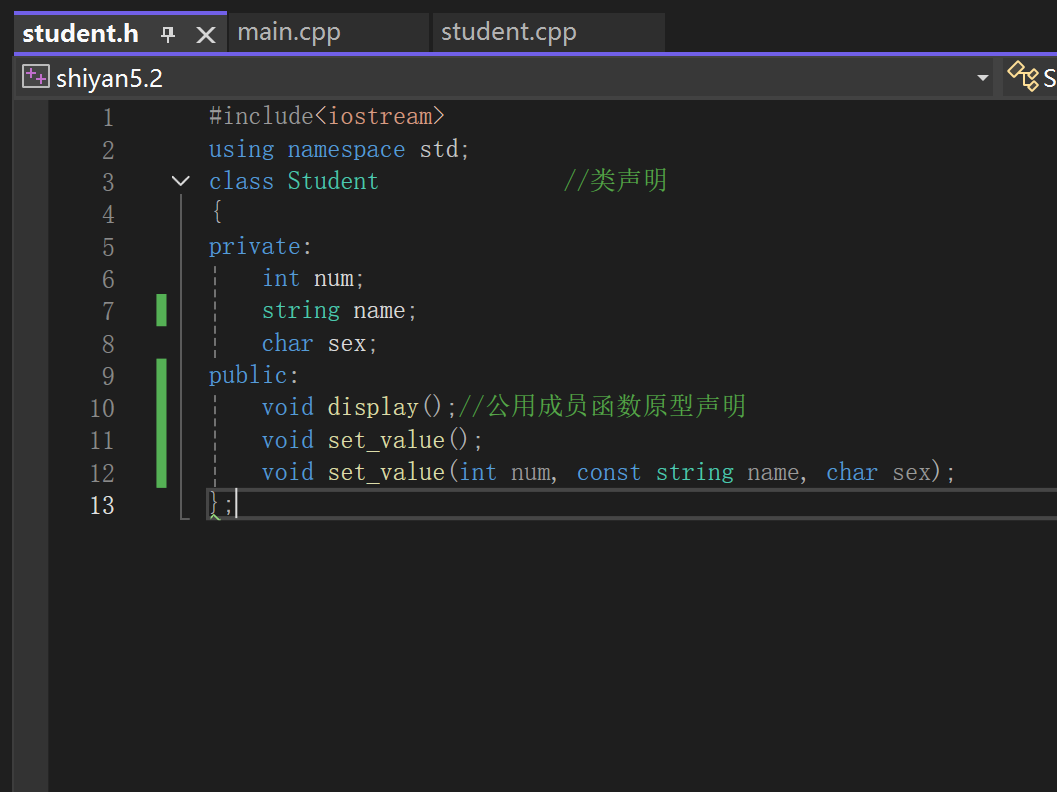 student.h main.cpp student.cpp
shiyan5.2 S
1 #include<iostream>
2 using namespace std;
3 class Student //类声明
4 {
5 private:
6 int num;
7 string name;
8 char sex;
9 public:
10 void display();//公用成员函数原型声明
11 void set_value();
12 void set_value(int num, const string name, char sex);
13 };